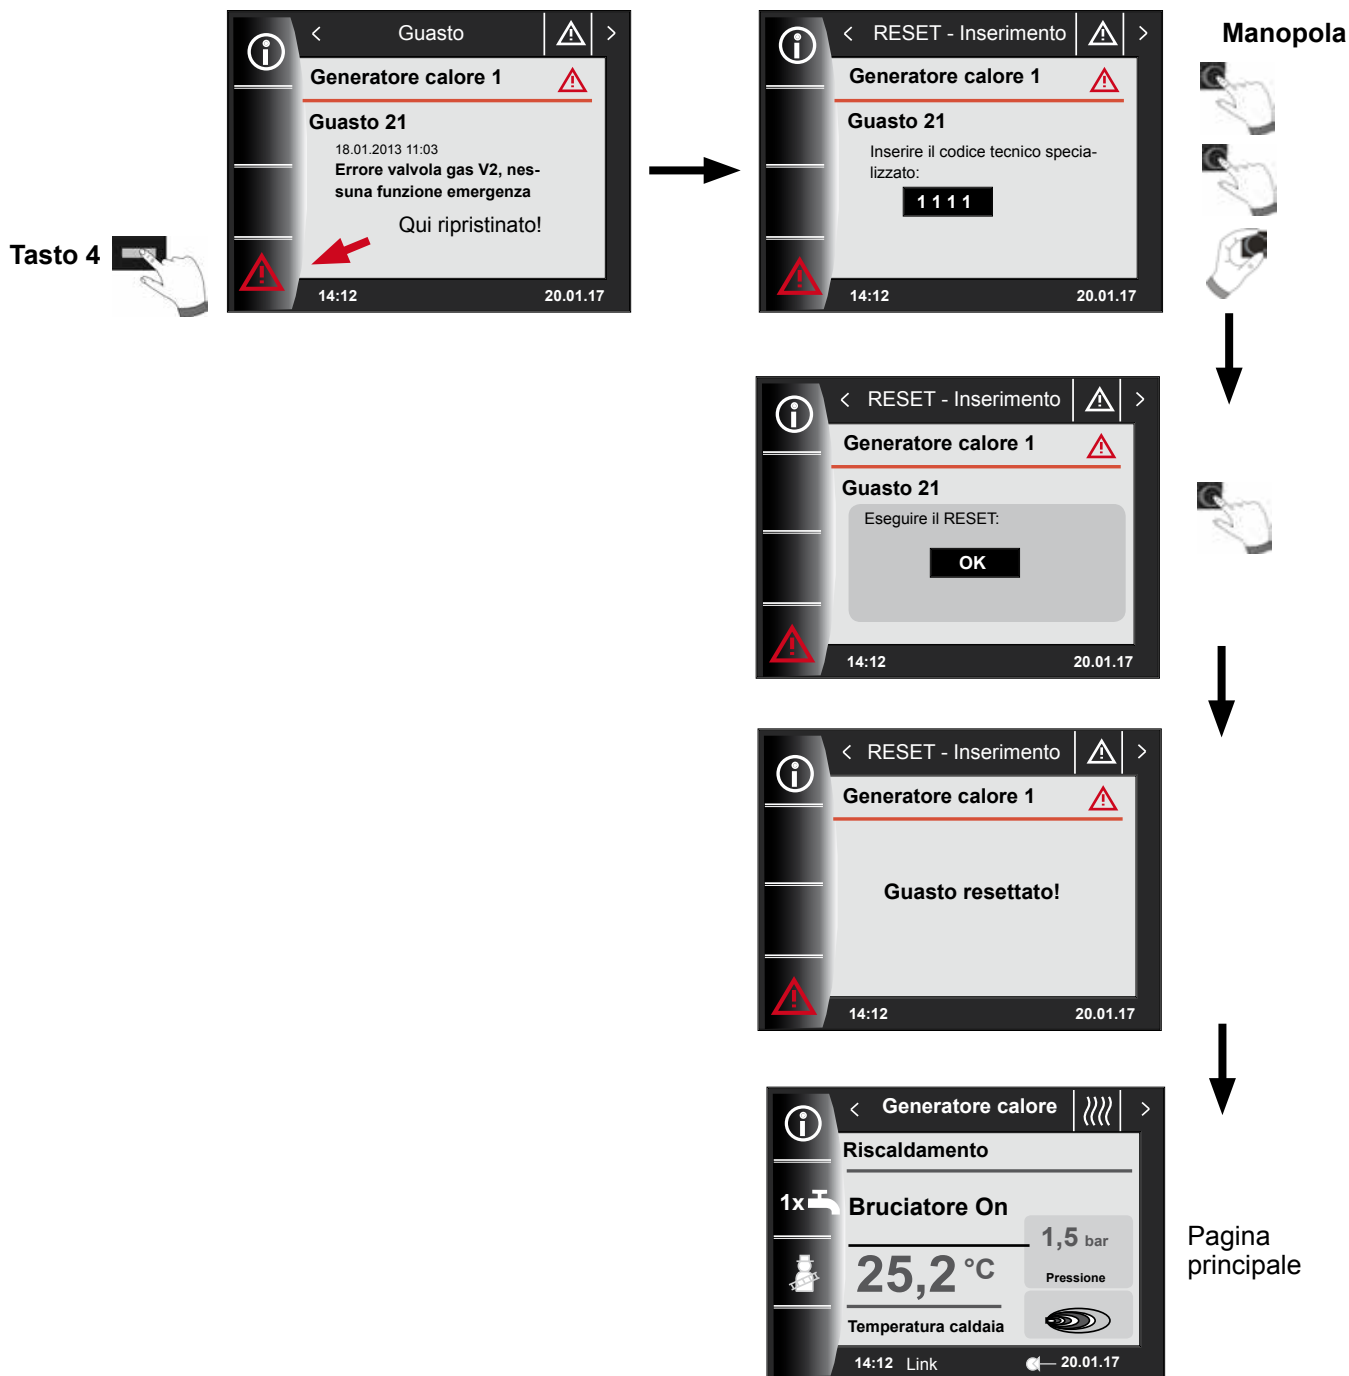 Guasto
Generatore calore 1
Guasto 21
18.01.2013 11:03
Errore valvola gas V2, nes-
suna funzione emergenza
Qui ripristinato!
14:12 20.01.17
Tasto 4
RESET - Inserimento
Generatore calore 1
Guasto 21
Inserire il codice tecnico specia-
lizzato:
1 1 1 1
14:12 20.01.17
Manopola
RESET - Inserimento
Generatore calore 1
Guasto 21
Eseguire il RESET:
OK
14:12 20.01.17
RESET - Inserimento
Generatore calore 1
Guasto resettato!
14:12 20.01.17
Generatore calore
Riscaldamento
1x
Bruciatore On
1,5 bar
Pressione
25,2 °C
Temperatura caldaia
14:12 Link 20.01.17
Pagina
principale